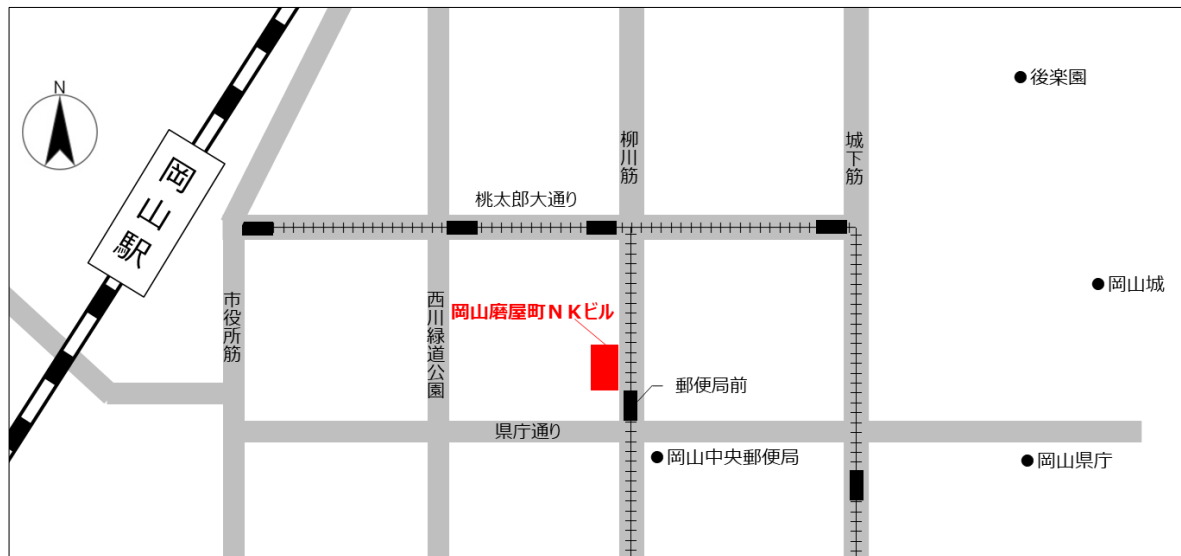 N
後楽園
岡山駅
柳川筋
城下筋
桃太郎大通り
岡山城
市役所筋
西川緑道公園
岡山磨屋町NKビル
郵便局前
県庁通り
岡山中央郵便局
岡山県庁